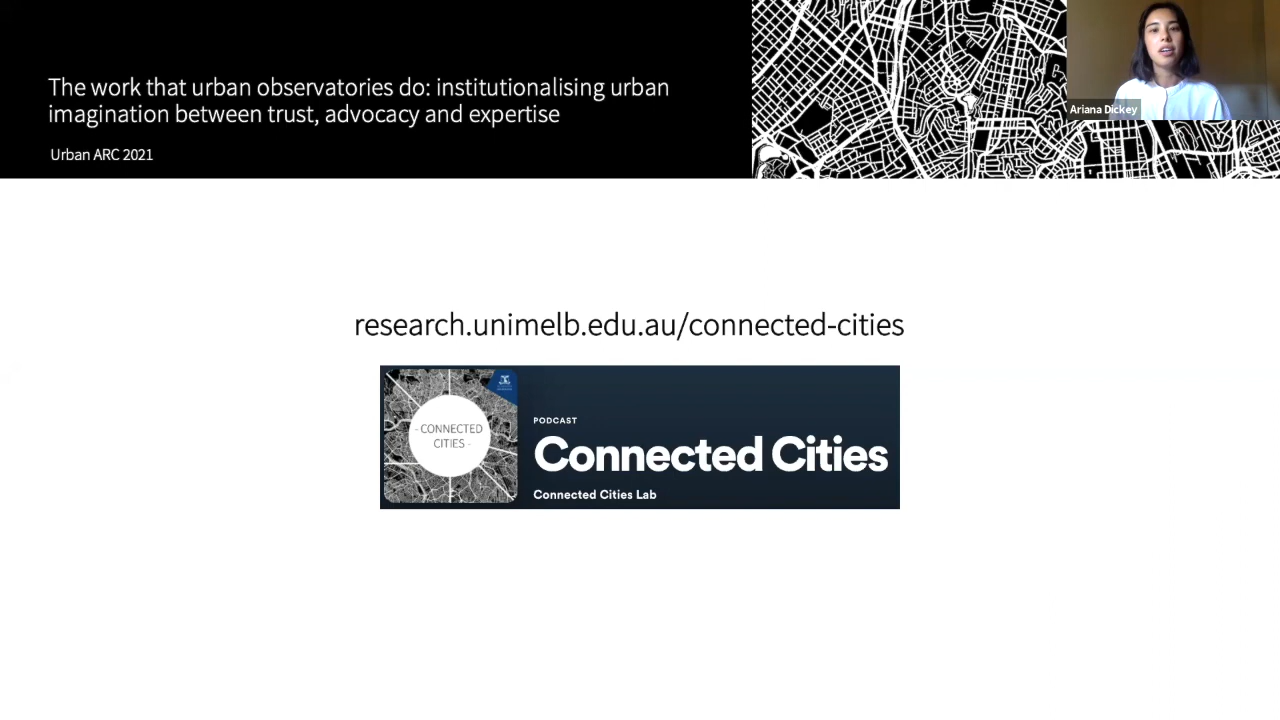 The work that urban observatories do: institutionalising urban
imagination between trust, advocacy and expertise
Urban ARC 2021
Ariana Dickey
research.unimelb.edu.au/connected-cities
- CONNECTED
CITIES -
PODCAST
Connected Cities
Connected Cities Lab